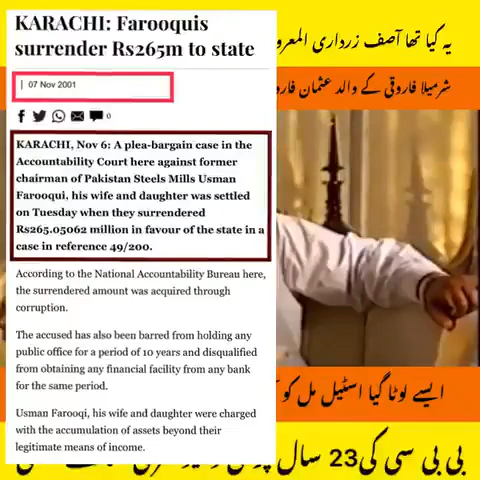 KARACHI: Farooquis
surrender Rs265m to state
07 Nov 2001
0
KARACHI, Nov 6: A plea-bargain case in the
Accountability Court here against former
chairman of Pakistan Steels Mills Usman
Farooqui, his wife and daughter was settled
on Tuesday when they surrendered
Rs265.05062 million in favour of the state in a
case in reference 49/200.
According to the National Accountability Bureau here,
the surrendered amount was acquired through
corruption.
The accused has also been barred from holding any
public office for a period of 10 years and disqualified
from obtaining any financial facility from any bank
for the same period.
Usman Farooqi, his wife and daughter were charged
with the accumulation of assets beyond their
legitimate means of income.
یہ کیا تھا آصف زرداری
شرمیلا فاروقی کے والد عثمان
ایسے لوٹا گیا اسٹیل مل کو
بی بی سی کی 23 سال